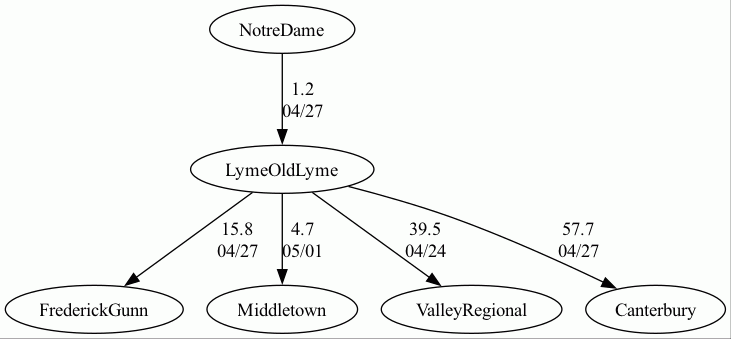 NotreDame
1.2
04/27
LymeOldLyme
15.8 4.7 39.5 57.7
04/27 05/01 04/24 04/27
FrederickGunn Middletown ValleyRegional Canterbury